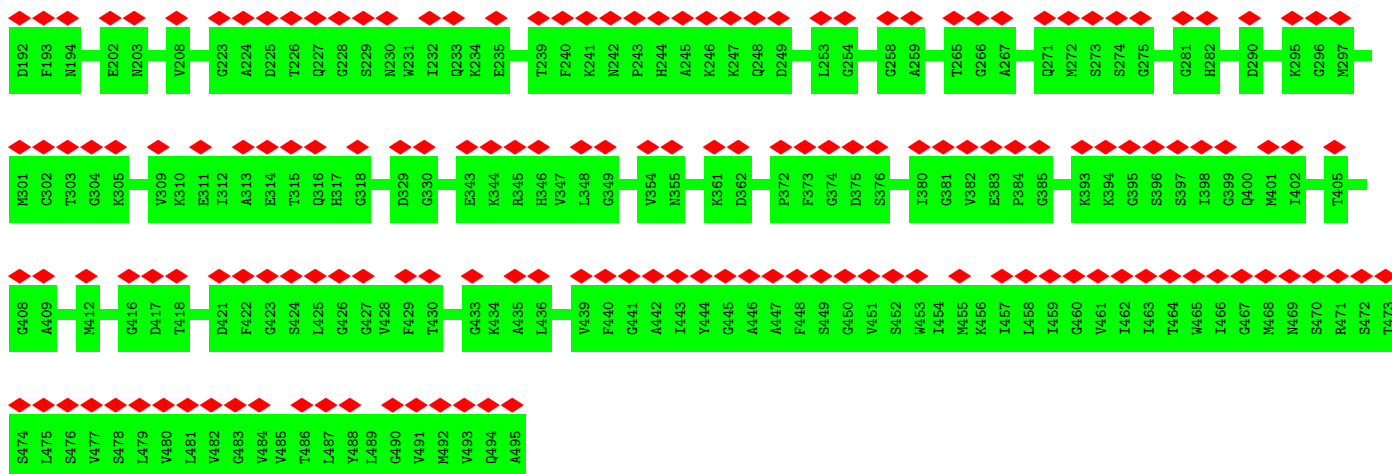 D192 F193 N194 E202 N203 V208 G223 A224 D225 T226 Q227 G228 S229 N230 W231 I232 Q233 K234 E235 T239 F240 K241 N242 P243 H244 A245 K246 K247 Q248 D249 L253 G254 G258 A259 T265 G266 A267 Q271 M272 S273 S274 G275 G281 H282 D290 K295 G296 M297
M301 C302 T303 G304 K305 V309 K310 E311 I312 A313 E314 T315 Q316 H317 G318 D329 G330 E343 K344 R345 H346 V347 L348 G349 V354 N355 K361 D362 P372 F373 G374 D375 S376 I380 G381 V382 E383 P384 G385 K393 K394 G395 S396 S397 I398 G399 Q400 M401 I402 T405
G408 A409 M412 G416 D417 T418 D421 F422 G423 S424 L425 G426 G427 V428 F429 T430 G433 K434 A435 L436 V439 F440 G441 A442 I443 Y444 G445 A446 A447 F448 S449 G450 V451 S452 W453 I454 M455 K456 I457 L458 I459 G460 V461 I462 I463 T464 W465 I466 G467 M468 N469 S470 R471 S472 T473
S474 L475 S476 V477 S478 L479 V480 L481 V482 G483 V484 V485 T486 L487 Y488 L489 G490 V491 M492 V493 Q494 A495